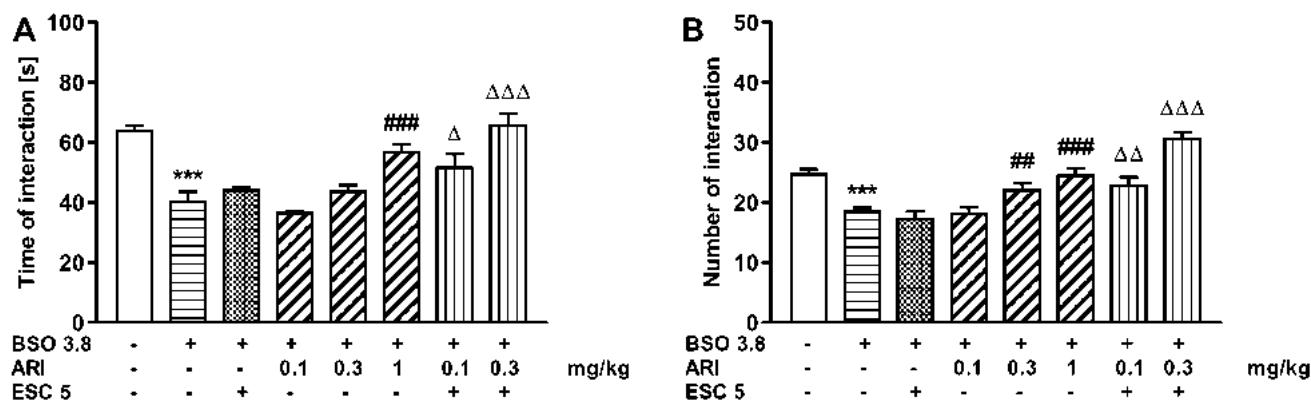 A
Time of interaction [s]
100
80
60
40
20
0
***
###
Δ
ΔΔΔ
BSO 3.8 - + + + + + + +
ARI - - - 0.1 0.3 1 0.1 0.3 mg/kg
ESC 5 - - + - - - + +
B
Number of interaction
50
40
30
20
10
0
***
##
###
ΔΔ
ΔΔΔ
BSO 3.8 - + + + + + + +
ARI - - - 0.1 0.3 1 0.1 0.3 mg/kg
ESC 5 - - + - - - + +